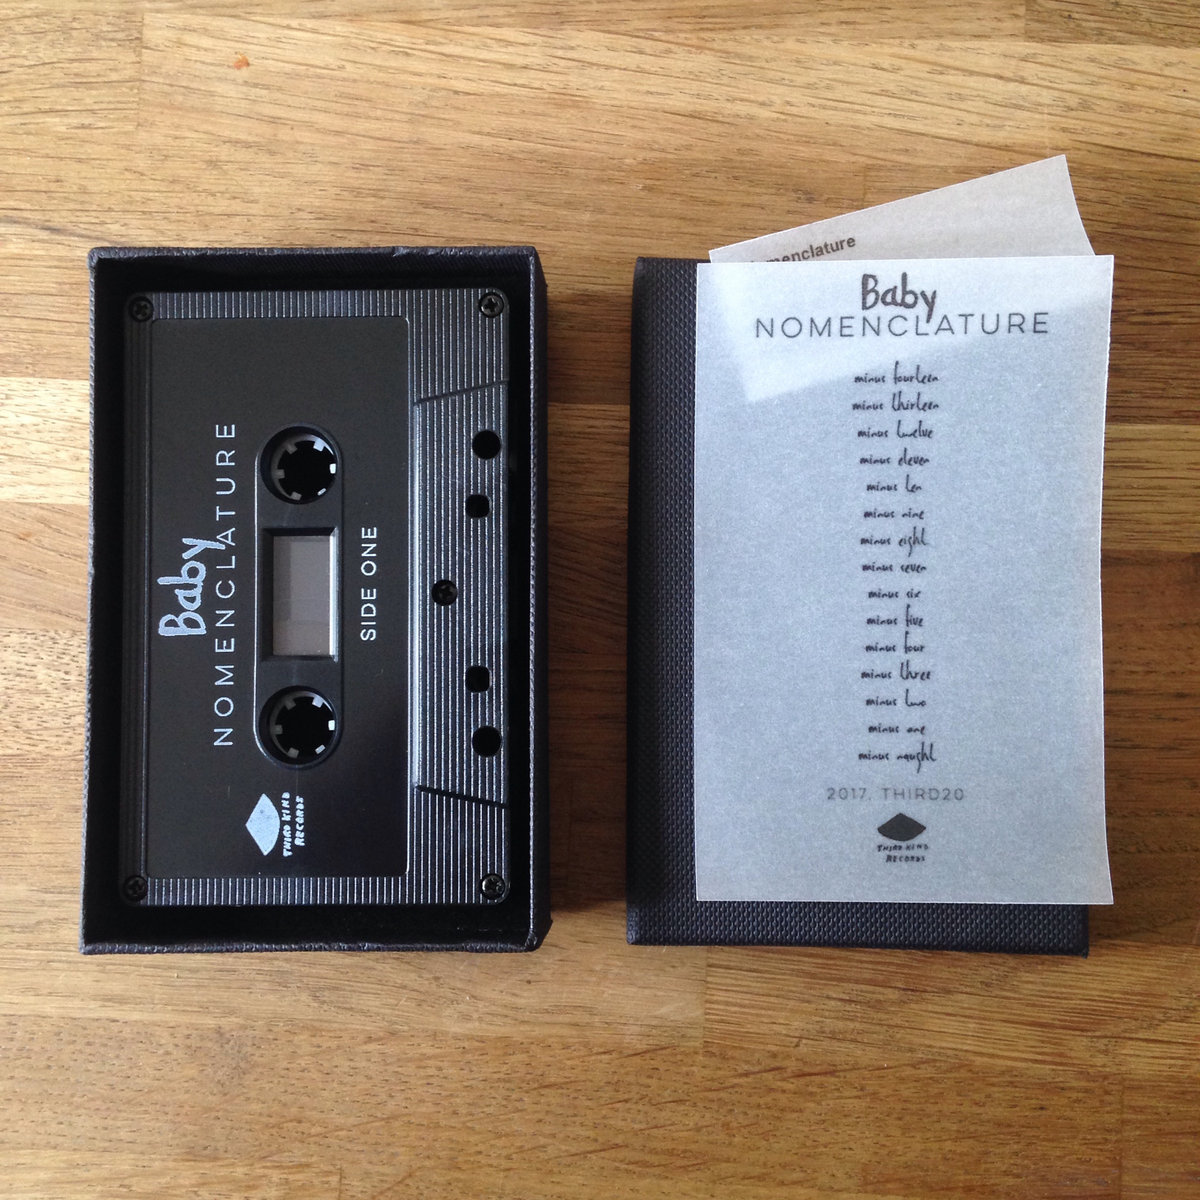 Baby
NOMENCLATURE
SIDE ONE
THIRD KIND
RECORDS
menclature
Baby
NOMENCLATURE
minus fourteen
minus thirteen
minus twelve
minus eleven
minus ten
minus nine
minus eight
minus seven
minus six
minus five
minus four
minus three
minus two
minus one
minus naught
2017, THIRD20
THIRD KIND
RECORDS